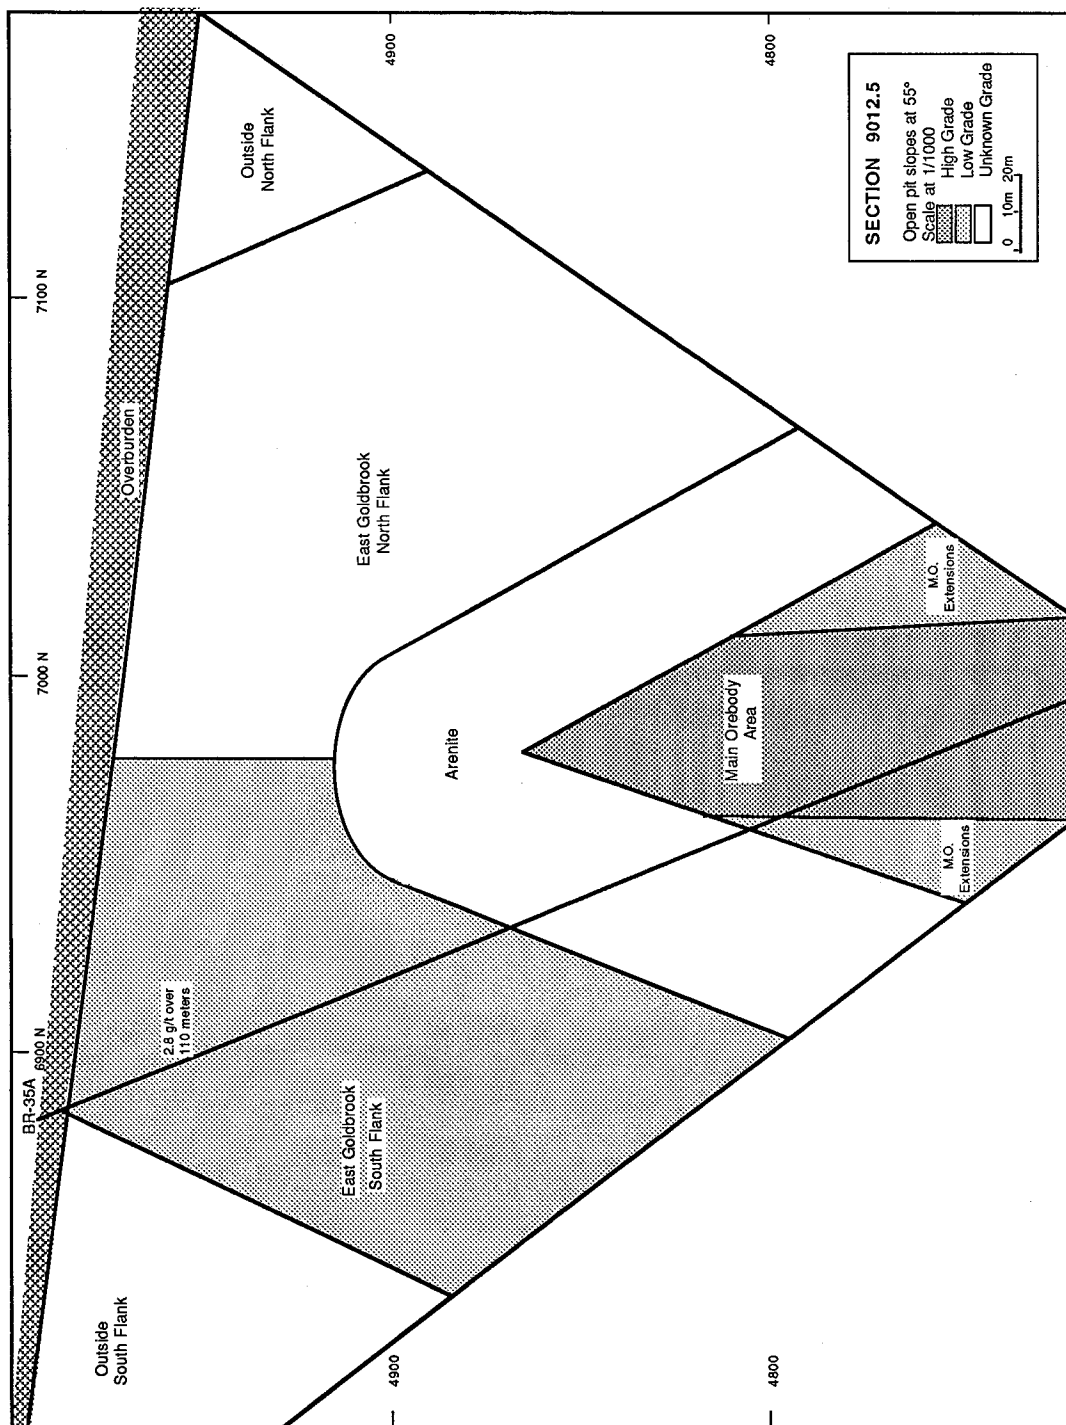 BR-35A
6900 N
7000 N
7100 N
Overburden
Outside
South Flank
2.8 g/t over
110 meters
East Goldbrook
South Flank
East Goldbrook
North Flank
Outside
North Flank
Arenite
Main Orebody
Area
M.O.
Extensions
M.O.
Extensions
4900
4900
4800
4800
SECTION 9012.5
Open pit slopes at 55°
Scale at 1/1000
High Grade
Low Grade
Unknown Grade
0 10m 20m